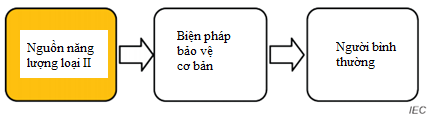 Nguồn năng
lượng loại II
Biện pháp
bảo vệ
cơ bản
Người bình
thường
IEC